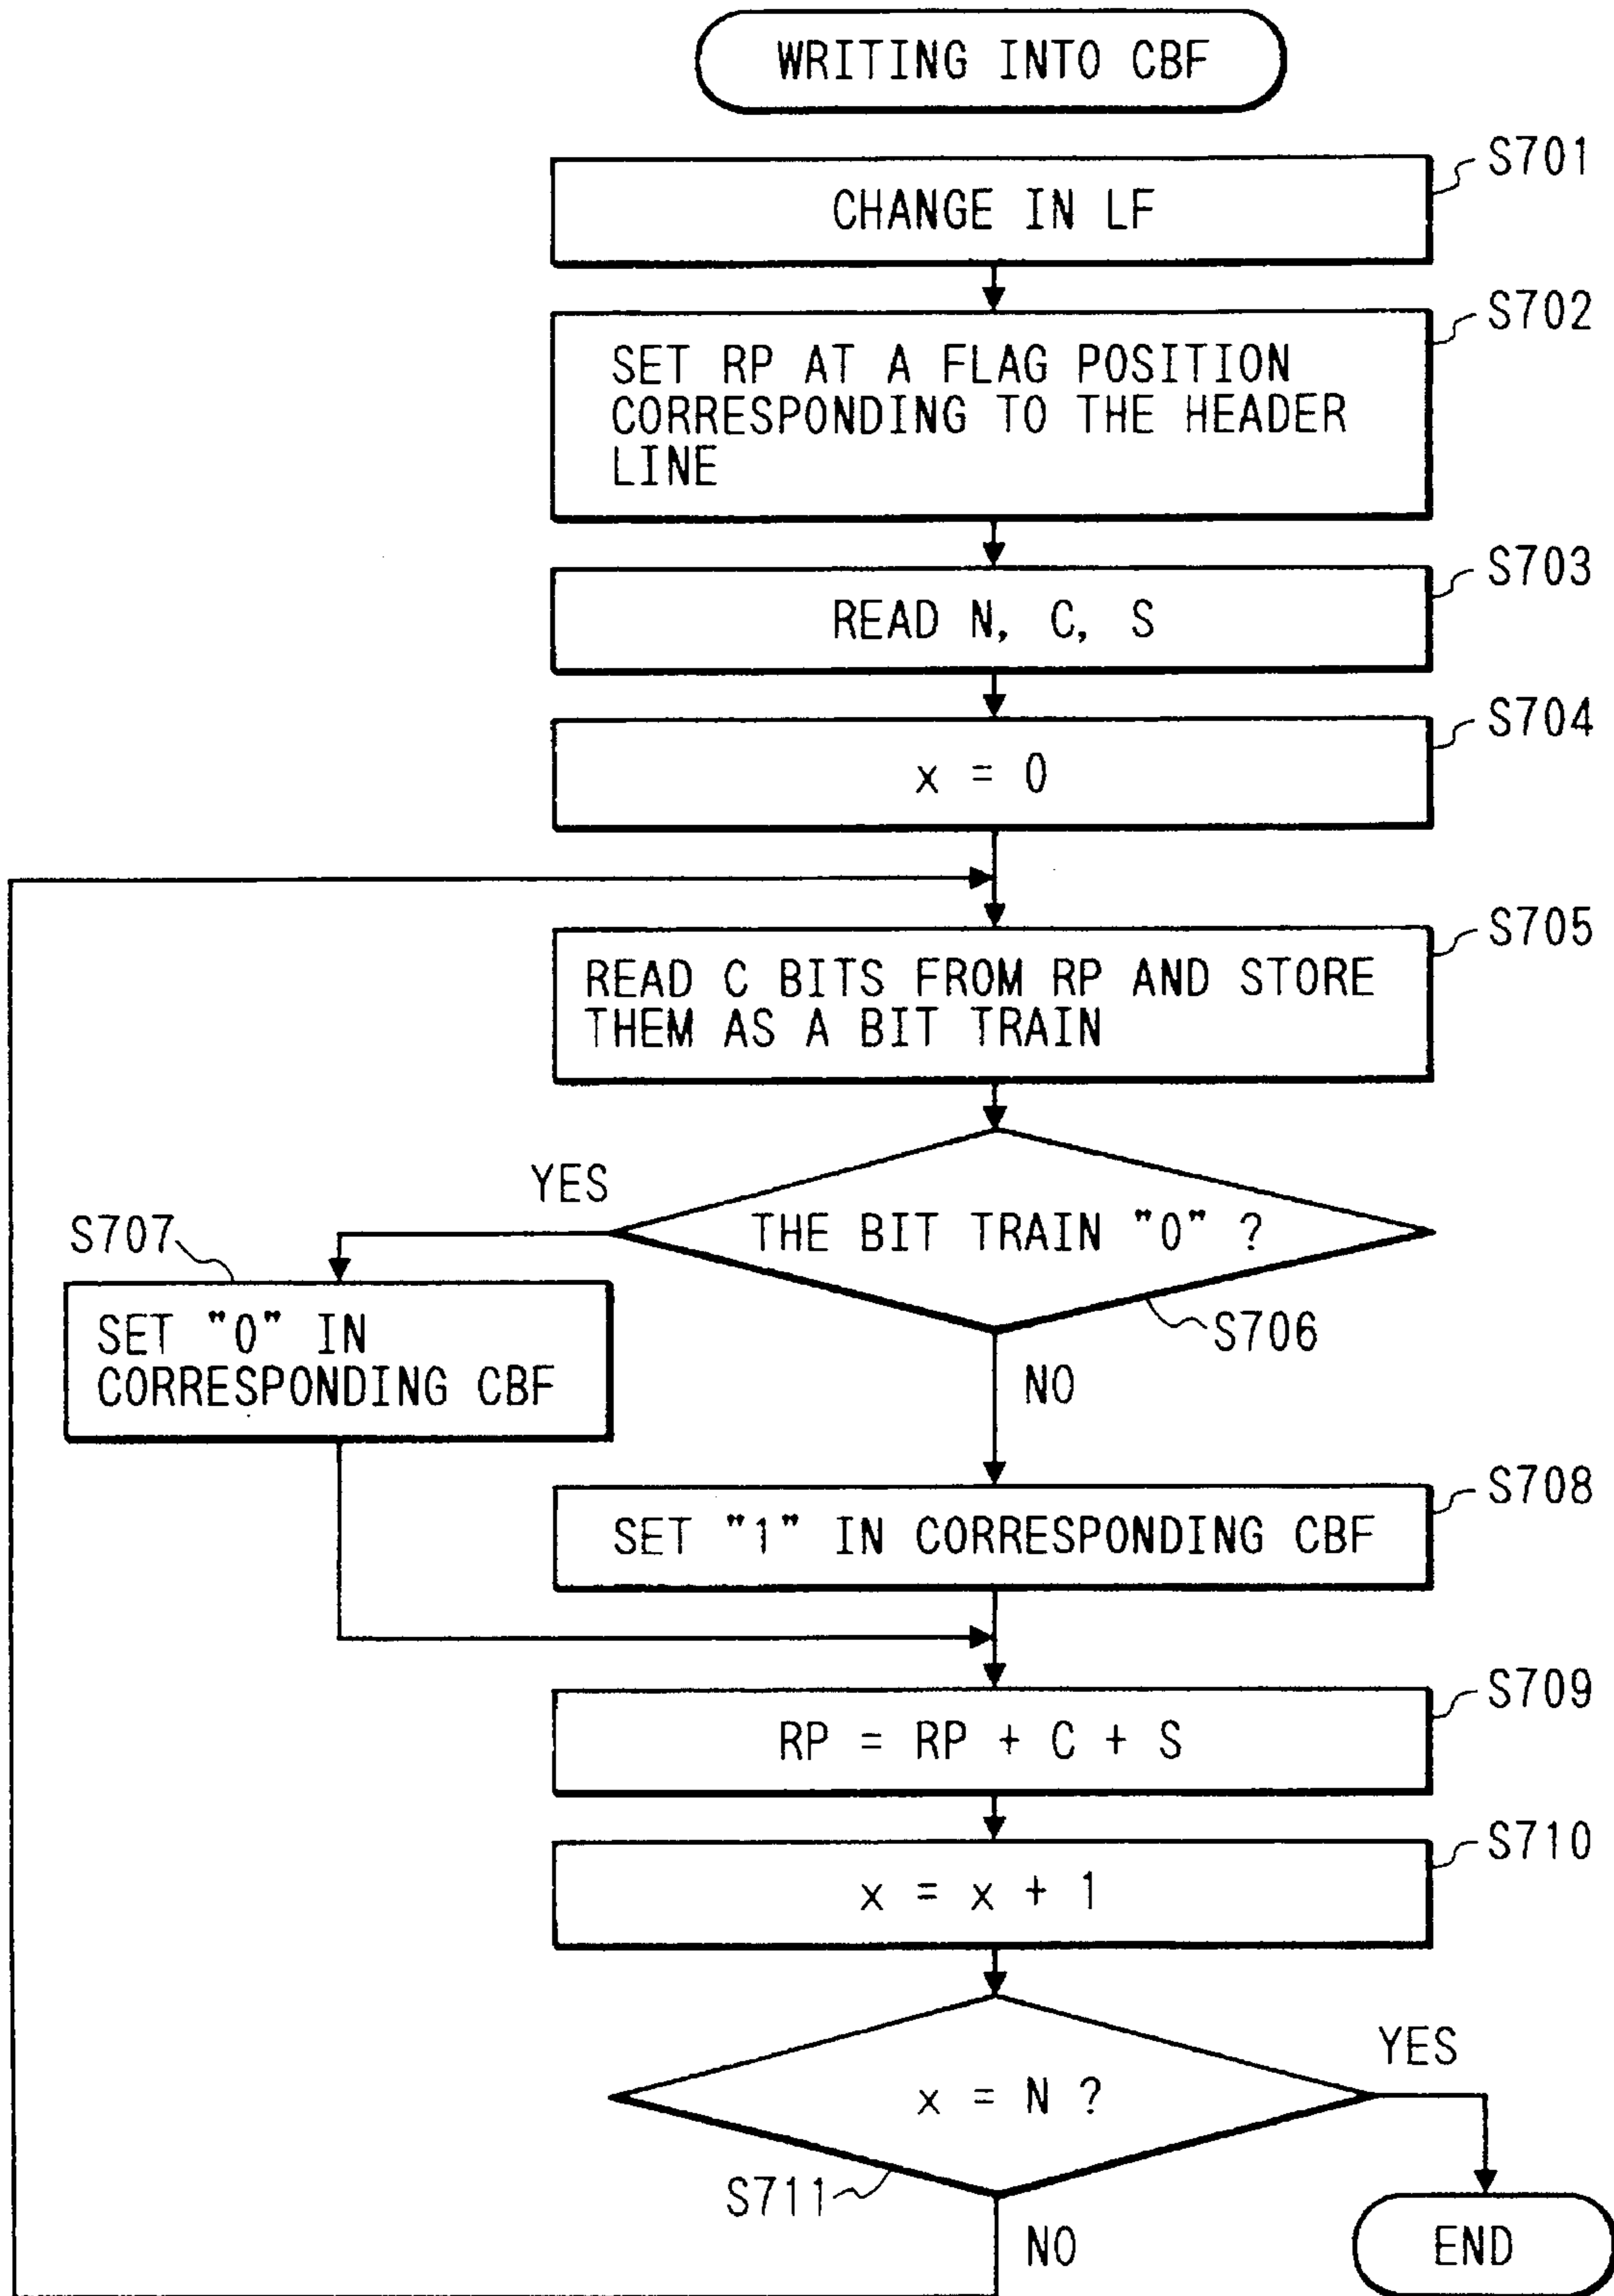 WRITING INTO CBF
S701
CHANGE IN LF
S702
SET RP AT A FLAG POSITION
CORRESPONDING TO THE HEADER
LINE
S703
READ N, C, S
S704
x = 0
S705
READ C BITS FROM RP AND STORE
THEM AS A BIT TRAIN
YES
THE BIT TRAIN "0" ?
S706
S707
SET "0" IN
CORRESPONDING CBF
NO
S708
SET "1" IN CORRESPONDING CBF
S709
RP = RP + C + S
S710
x = x + 1
YES
x = N ?
S711
NO
END